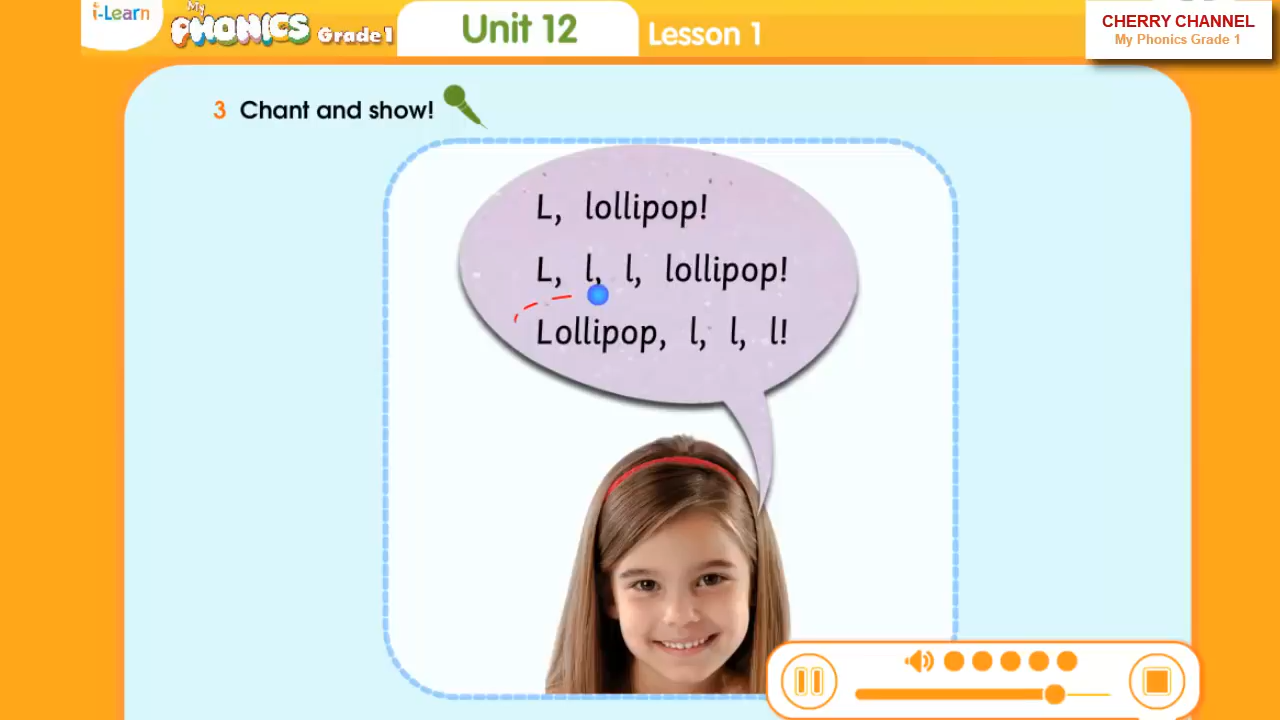 i-Learn
My
PHONICS Grade 1
Unit 12
Lesson 1
CHERRY CHANNEL
My Phonics Grade 1
3 Chant and show!
L, lollipop!
L, l, l, lollipop!
Lollipop, l, l, l!